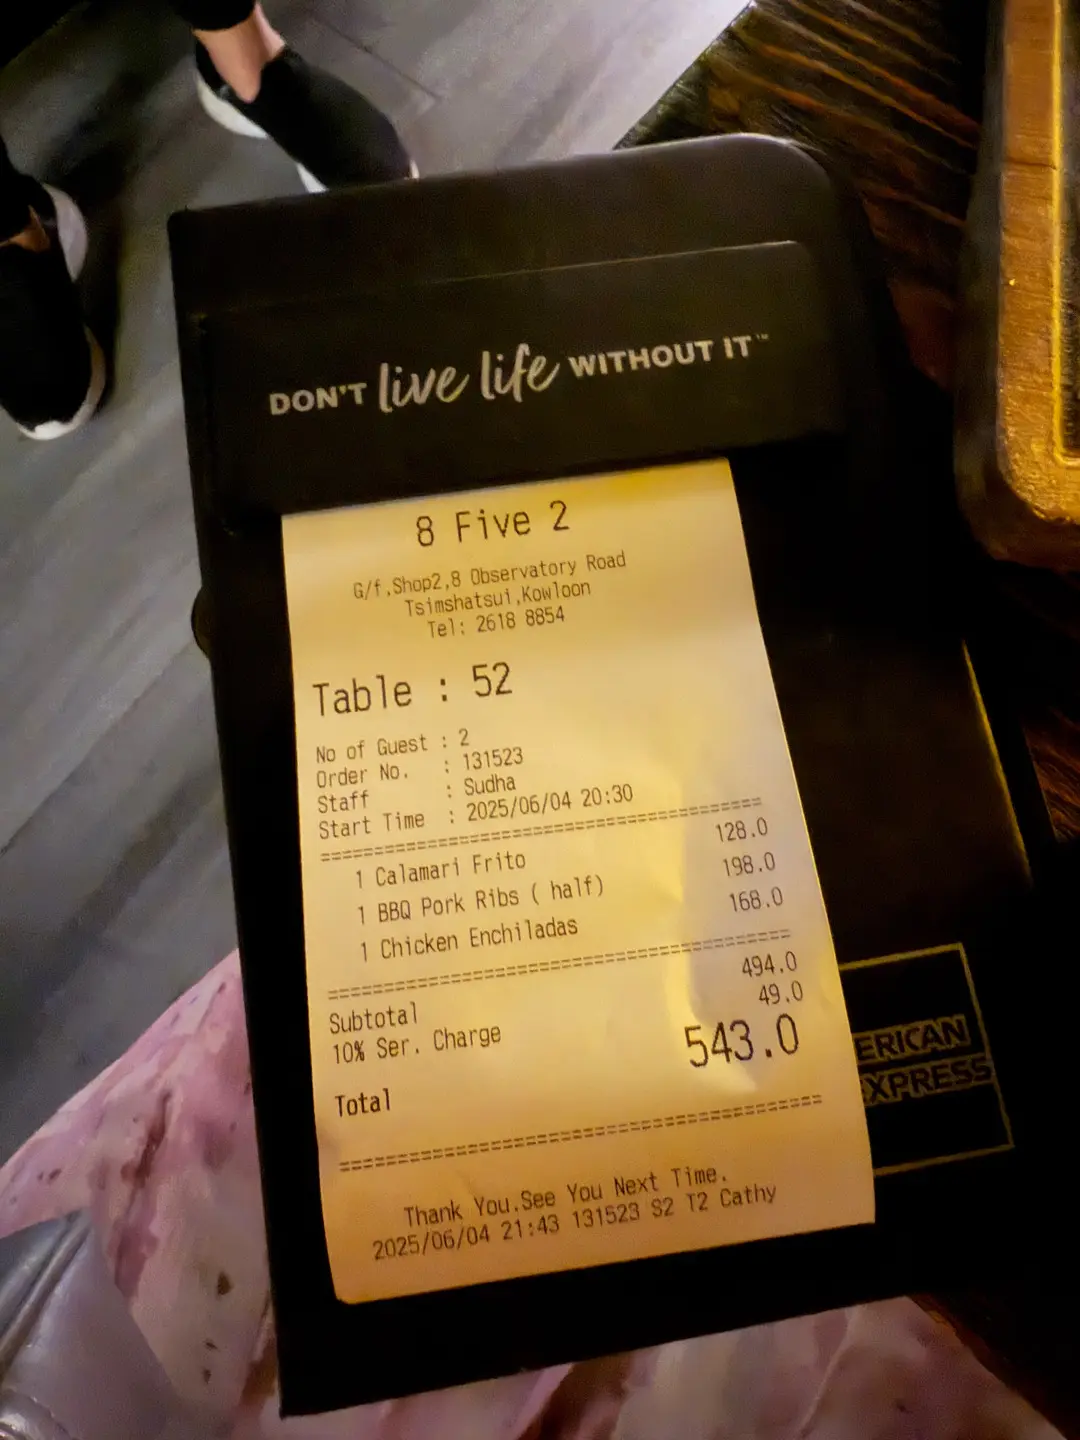 DON'T live life WITHOUT IT™
8 Five 2
G/f,Shop2,8 Observatory Road
Tsimshatsui,Kowloon
Tel: 2618 8854
Table : 52
No of Guest : 2
Order No. : 131523
Staff : Sudha
Start Time : 2025/06/04 20:30
1 Calamari Frito 128.0
1 BBQ Pork Ribs ( half) 198.0
1 Chicken Enchiladas 168.0
Subtotal 494.0
10% Ser. Charge 49.0
Total 543.0
Thank You.See You Next Time.
2025/06/04 21:43 131523 S2 T2 Cathy
ERICAN
EXPRESS